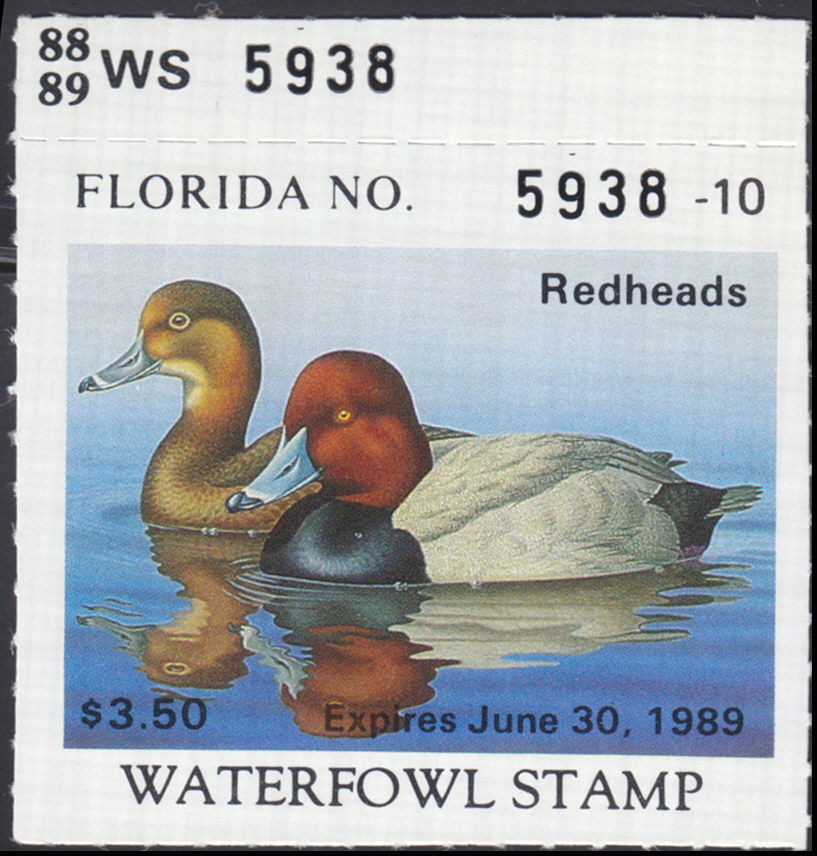 88
89 WS 5938
FLORIDA NO. 5938 -10
Redheads
$3.50 Expires June 30, 1989
WATERFOWL STAMP